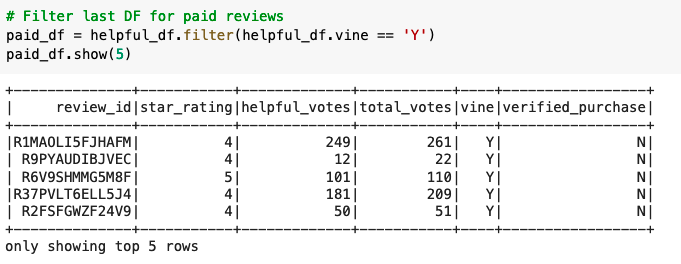 # Filter last DF for paid reviews
paid_df = helpful_df.filter(helpful_df.vine == 'Y')
paid_df.show(5)
+--------------+-----------+-------------+-----------+----+-----------------+
|     review_id|star_rating|helpful_votes|total_votes|vine|verified_purchase|
+--------------+-----------+-------------+-----------+----+-----------------+
|R1MAOLI5FJHAFM|          4|          249|        261|   Y|                N|
| R9PYAUDIBJVEC|          4|           12|         22|   Y|                N|
| R6V9SHMMG5M8F|          5|          101|        110|   Y|                N|
|R37PVLT6ELL5J4|          4|          181|        209|   Y|                N|
| R2FSFGWZF24V9|          4|           50|         51|   Y|                N|
+--------------+-----------+-------------+-----------+----+-----------------+
only showing top 5 rows